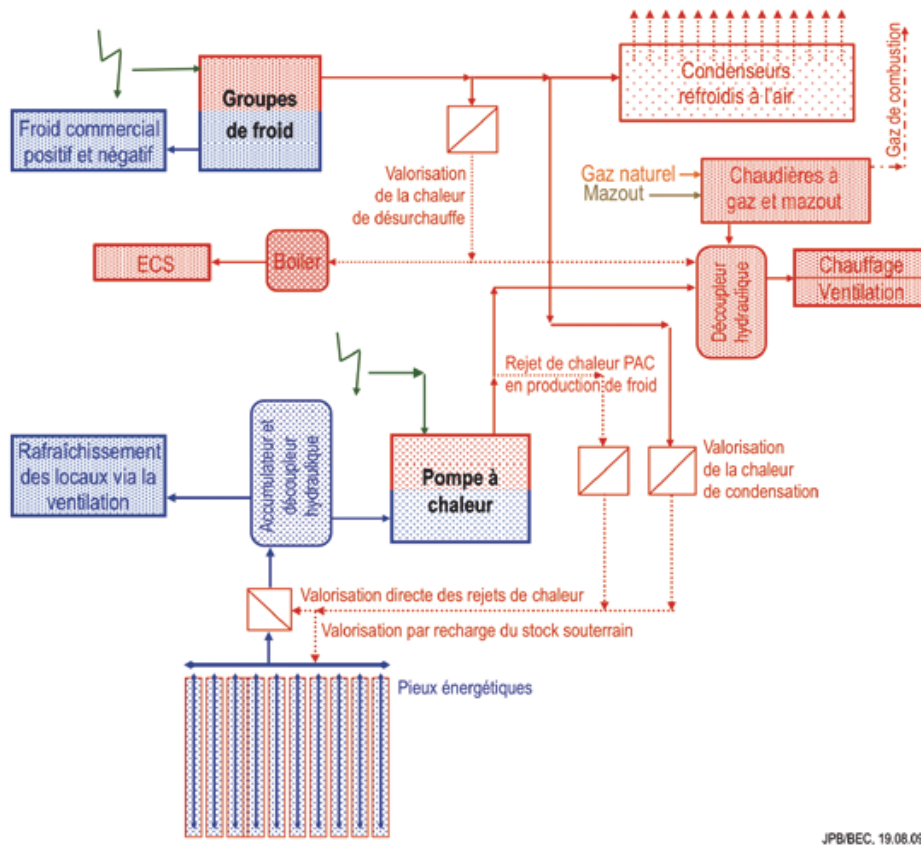 Groupes
de froid
Condenseurs
refroidis à l'air
Gaz de combustion
Froid commercial
positif et négatif
Valorisation
de la chaleur
de désurchauffe
Gaz naturel
Mazout
Chaudières à
gaz et mazout
ECS
Boiler
Découpleur
hydraulique
Chauffage
Ventilation
Rejet de chaleur PAC
en production de froid
Rafraîchissement
des locaux via la
ventilation
Accumulateur et
découpleur
hydraulique
Pompe à
chaleur
Valorisation
de la chaleur
de condensation
Valorisation directe des rejets de chaleur
Valorisation par recharge du stock souterrain
Pieux énergétiques
JPB/BEC, 19.08.09